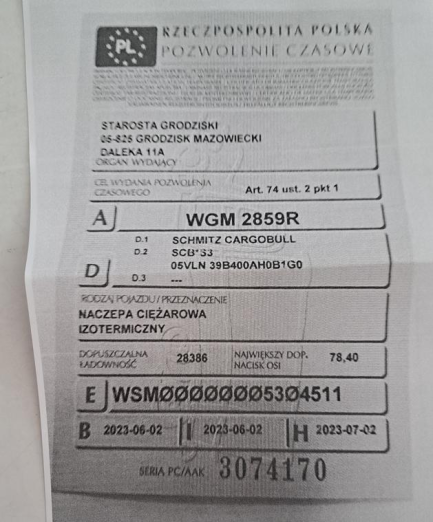 PL
RZECZPOSPOLITA POLSKA
POZWOLENIE CZASOWE
STAROSTA GRODZISKI
05-825 GRODZISK MAZOWIECKI
DALEKA 11A
ORGAN WYDAJĄCY
CEL WYDANIA POZWOLENIA CZASOWEGO Art. 74 ust. 2 pkt 1
A WGM 2859R
D.1 SCHMITZ CARGOBULL
D.2 SCB*S3
D 05VLN 39B400AH0B1G0
D.3 ---
RODZAJ POJAZDU / PRZEZNACZENIE
NACZEPA CIĘŻAROWA
IZOTERMICZNY
DOPUSZCZALNA ŁADOWNOŚĆ 28386 NAJWIĘKSZY DOP. NACISK OSI 78,40
E WSMØØØØØØØ53Ø4511
B 2023-06-02 I 2023-06-02 H 2023-07-02
SERIA PC/AAK 3074170